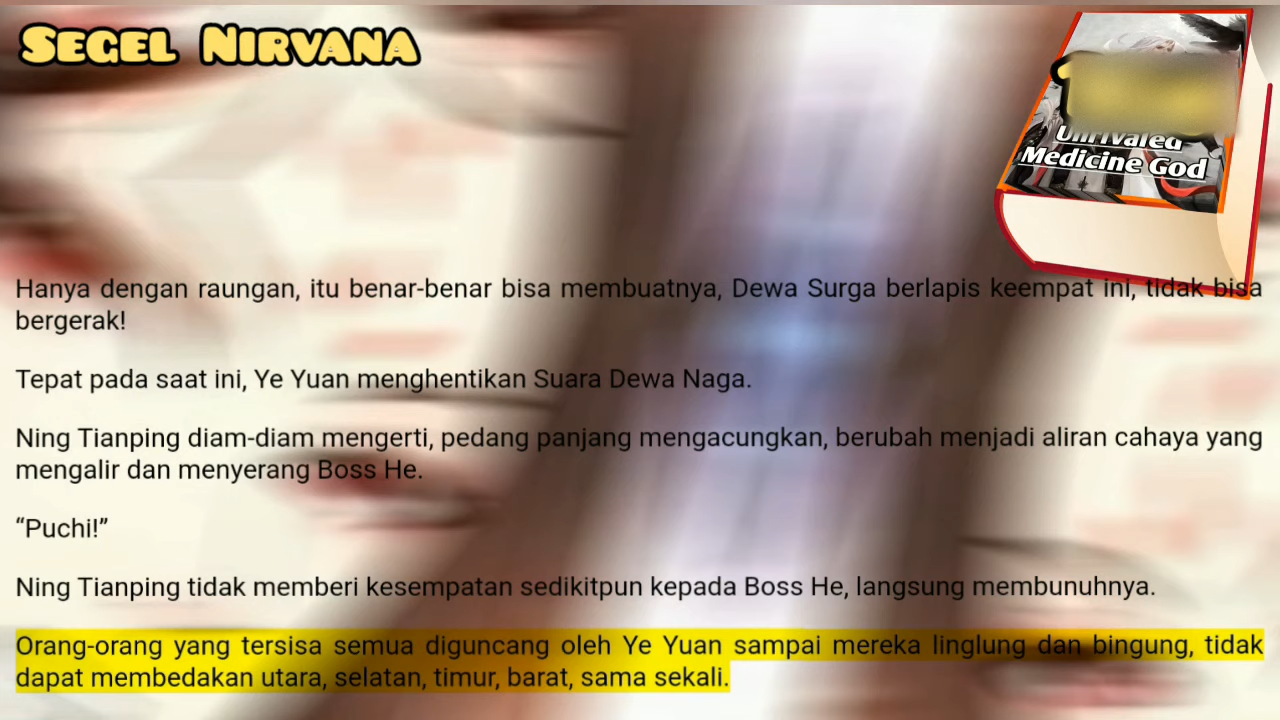 Segel Nirvana
Unrivaled
Medicine God
Hanya dengan raungan, itu benar-benar bisa membuatnya, Dewa Surga berlapis keempat ini, tidak bisa
bergerak!
Tepat pada saat ini, Ye Yuan menghentikan Suara Dewa Naga.
Ning Tianping diam-diam mengerti, pedang panjang mengacungkan, berubah menjadi aliran cahaya yang
mengalir dan menyerang Boss He.
“Puchi!”
Ning Tianping tidak memberi kesempatan sedikitpun kepada Boss He, langsung membunuhnya.
Orang-orang yang tersisa semua diguncang oleh Ye Yuan sampai mereka linglung dan bingung, tidak
dapat membedakan utara, selatan, timur, barat, sama sekali.